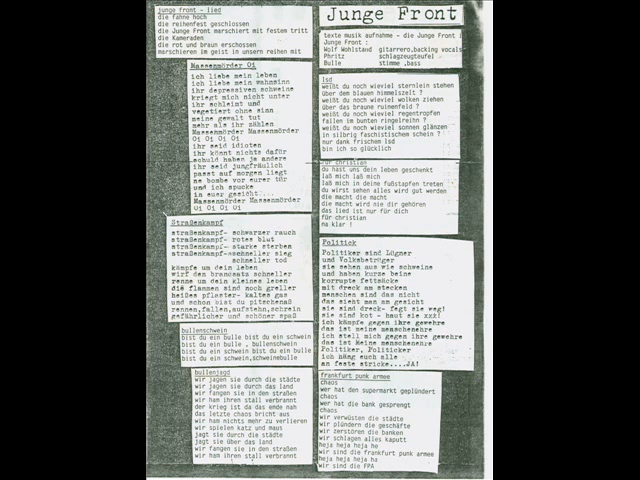 junge front - lied
die fahne hoch
die reihenfest geschlossen
die Junge Front marschiert mit festem tritt
die Kameraden
die rot und braun erschossen
marschieren im geist in unsern reihen mit
Massenmörder Oi
ich liebe mein leben
ich liebe mein wahnsinn
ihr depressiven schweine
kriegt mich nicht unter
ihr schleimt und
vegetiert ohne sinn
meine gewalt tut
mehr als ihr zählen
Massenmörder Massenmörder
Oi Oi Oi Oi
ihr seid idioten
ihr könnt nichts dafür
schuld haben ja andere
ihr seid jungfräulich
passt auf morgen liegt
ne bombe vor eurer tür
und ich spucke
in euer gesicht....
Massenmörder Massenmörder
Oi Oi Oi Oi
Straßenkampf
straßenkampf- schwarzer rauch
straßenkampf- rotes blut
straßenkampf- starke sterben
straßenkampf-schneller sieg
schneller tod
kämpfe um dein leben
wirf den brandsatz schneller
renne um dein kleines leben
die flammen sind noch greller
heißes pflaster- kaltes gas
und schon bist du pitschenaß
rennen,fallen,aufstehn,schrein
gefährlicher und schöner spaß
bullenschwein
bist du ein bulle bist du ein schwein
bist du ein bulle , bullenschwein
bist du ein schwein bist du ein bulle
bist du ein schwein,schweinebulle
bullenjagd
wir jagen sie durch die städte
wir jagen sie durch das land
wir fangen sie in den straßen
wir ham ihren stall verbrannt
der krieg ist da das ende nah
das letzte chaos bricht aus
wir ham nichts mehr zu verlieren
wir spielen katz und maus
jagt sie durch die städte
jagt sie über das land
wir fangen sie in den straßen
wir ham ihren stall verbrannt
Junge Front
texte musik aufnahme - die Junge Front
Junge Front :
Wolf Wohlstand gitarrero,backing vocals
Phritz schlagzeugteufel
Bulle stimme ,bass
lsd
weißt du noch wieviel sternlein stehen
über dem blauen himmelszelt ?
weißt du noch wieviel wolken ziehen
über das braune ruinenfeld ?
weißt du noch wieviel regentropfen
fallen im bunten ringelreihn ?
weißt du noch wieviel sonnen glänzen
in silbrig faschistischem schein ?
nur dank frischem lsd
bin ich so glücklich
für christian
du hast uns dein leben geschenkt
laß mich laß mich
laß mich in deine fußstapfen treten
du wirst sehen alles wird gut werden
die macht die macht
die macht wird nie dir gehören
das lied ist nur für dich
für christian
na klar !
Politick
Politiker sind Lügner
und Volksbetrüger
sie sehen aus wie schweine
und haben kurze beine
korrupte fettsäcke
mit dreck am stecken
menschen sind das nicht
das sieht man am gesicht
sie sind dreck- fegt sie weg!
sie sind kot - haut sie xxx!
ich kämpfe gegen ihre gewehre
das ist meine menschenehre
ich stell mich gegen ihre gewehre
das ist Meine menschenehre
Politiker, Politicker
ich häng euch alle
an feste stricke....JA!
frankfurt punk armee
chaos
wer hat den supermarkt geplündert
chaos
wer hat die bank gesprengt
chaos
wir verwüsten die städte
wir plündern die geschäfte
wir zerstören die banken
wir schlagen alles kaputt
heja heja heja he
wir sind die frankfurt punk armee
heja heja heja ha
wir sind die FPA